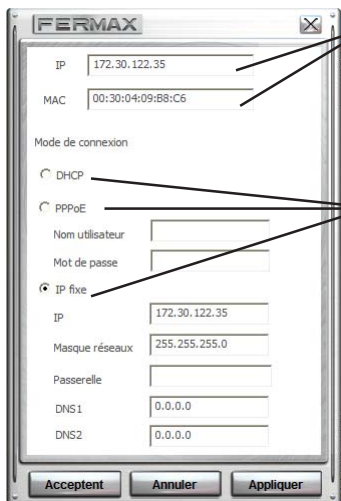 FERMAX
IP 172.30.122.35
MAC 00:30:04:09:B8:C6
Mode de connexion
DHCP
PPPoE
Nom utilisateur
Mot de passe
IP fixe
IP 172.30.122.35
Masque réseaux 255.255.255.0
Passerelle
DNS1 0.0.0.0
DNS2 0.0.0.0
Acceptent Annuler Appliquer